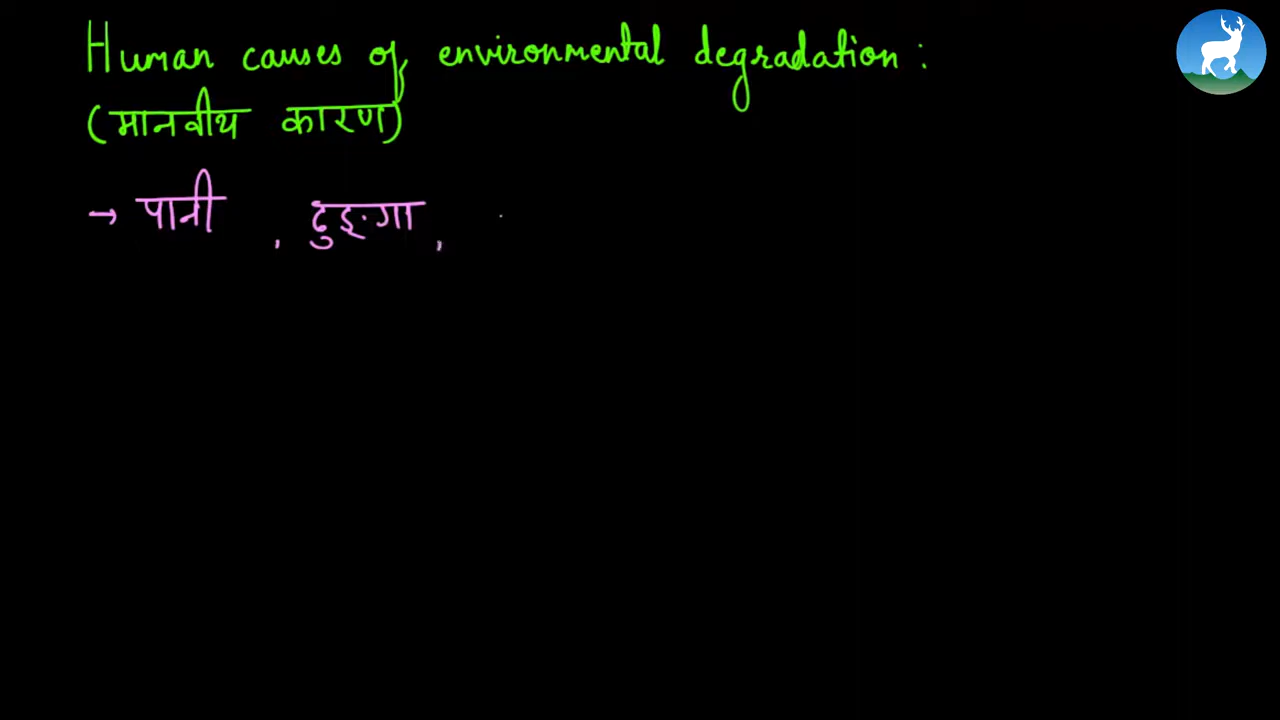 Human causes of environmental degradation :
(मानवीय कारण)
→ पानी , ढुङ्गा ,